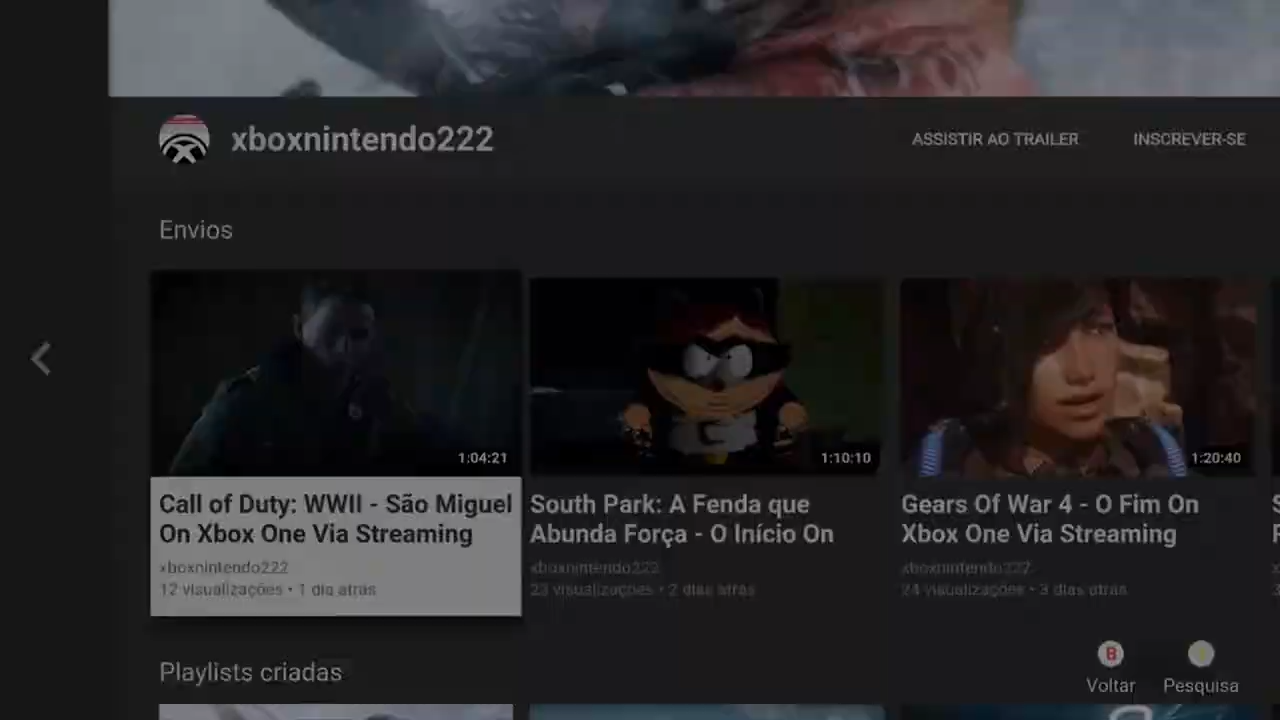 xboxnintendo222
ASSISTIR AO TRAILER
INSCREVER-SE
Envios
1:04:21
1:10:10
1:20:40
Call of Duty: WWII - São Miguel
On Xbox One Via Streaming
xboxnintendo222
12 visualizações • 1 dia atrás
South Park: A Fenda que
Abunda Força - O Início On
xboxnintendo222
23 visualizações • 2 dias atrás
Gears Of War 4 - O Fim On
Xbox One Via Streaming
xboxnintendo222
24 visualizações • 3 dias atrás
Playlists criadas
B
Voltar
Pesquisa